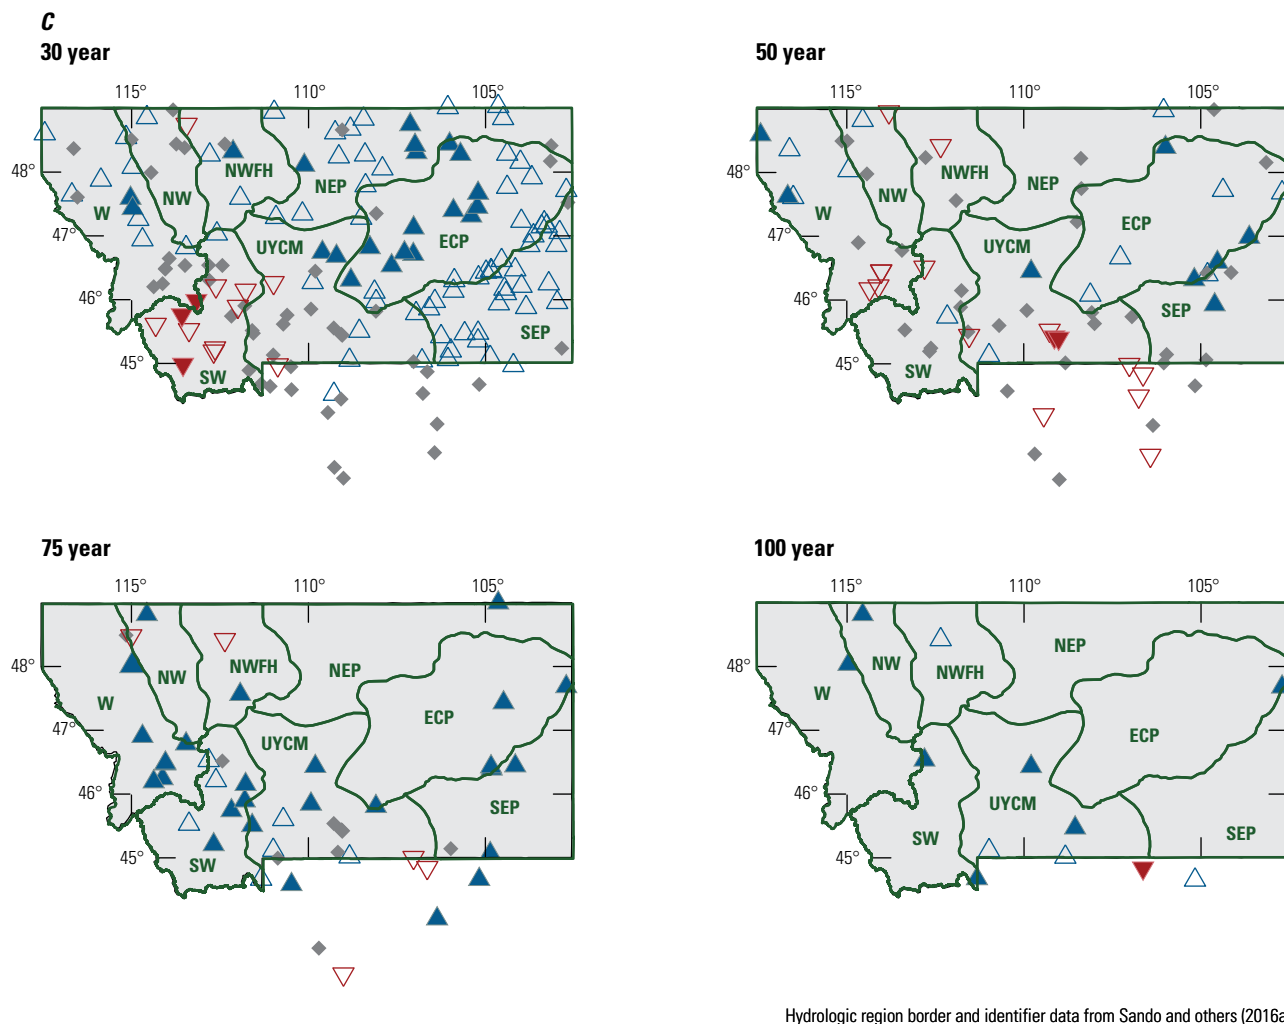 C
30 year
50 year
115° 110° 105°
115° 110° 105°
48°
47°
46°
45°
W
NW
NWFH
NEP
UYCM
ECP
SEP
SW
48°
47°
46°
45°
W
NW
NWFH
NEP
UYCM
ECP
SEP
SW
75 year
100 year
115° 110° 105°
115° 110° 105°
48°
47°
46°
45°
W
NW
NWFH
NEP
UYCM
ECP
SEP
SW
48°
47°
46°
45°
W
NW
NWFH
NEP
UYCM
ECP
SEP
SW
Hydrologic region border and identifier data from Sando and others (2016a